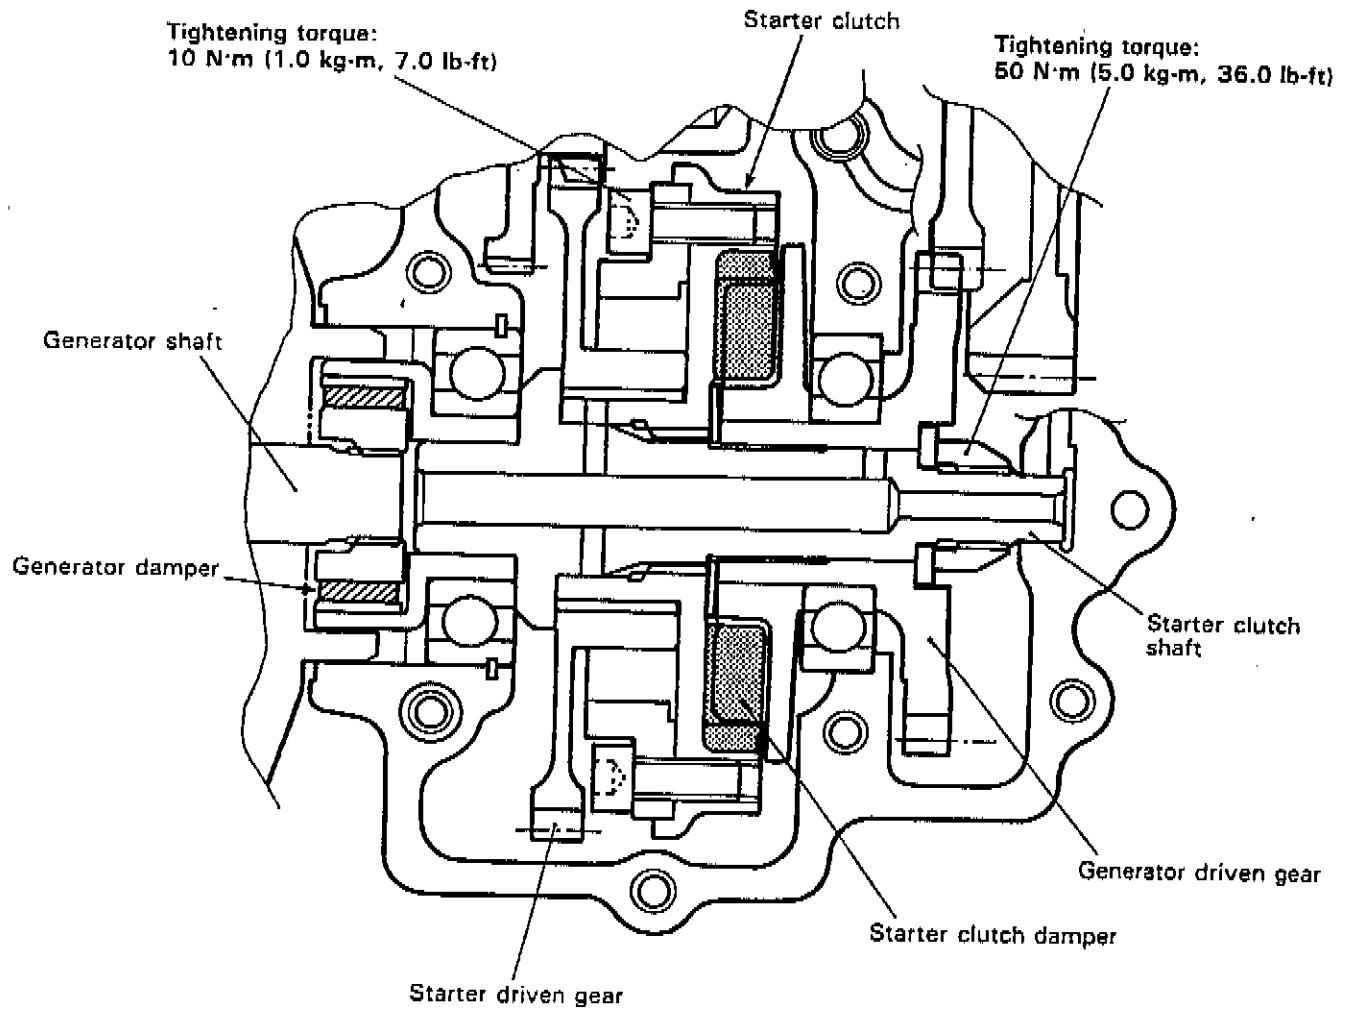 Starter clutch
Tightening torque:
10 N·m (1.0 kg-m, 7.0 lb-ft)
Tightening torque:
50 N·m (5.0 kg-m, 36.0 lb-ft)
Generator shaft
Generator damper
Starter clutch
shaft
Generator driven gear
Starter clutch damper
Starter driven gear